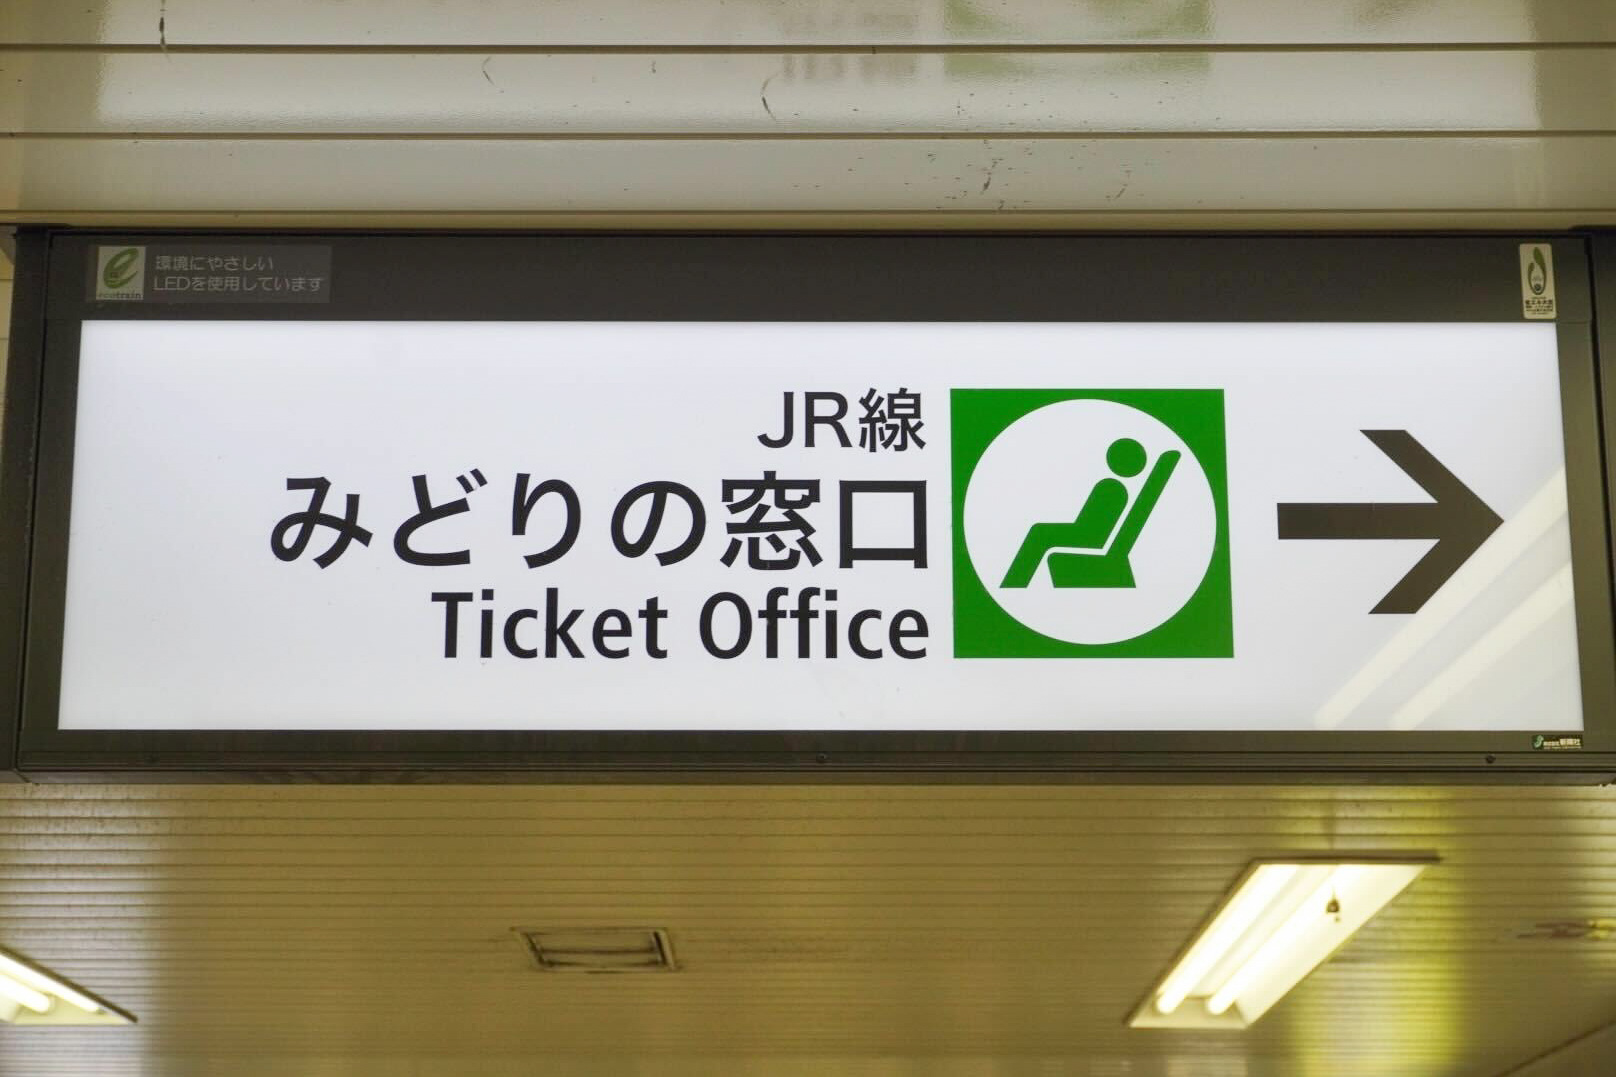 ecotrain
環境にやさしい
LEDを使用しています
JR線
みどりの窓口
Ticket Office